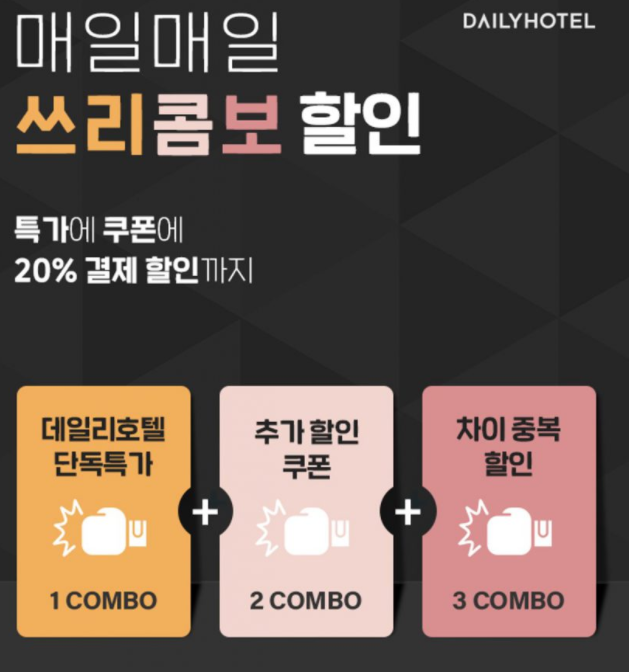 DAILYHOTEL
매일매일
쓰리콤보 할인
특가에 쿠폰에
20% 결제 할인까지
데일리호텔
단독특가
1 COMBO
+
추가 할인
쿠폰
2 COMBO
+
차이 중복
할인
3 COMBO